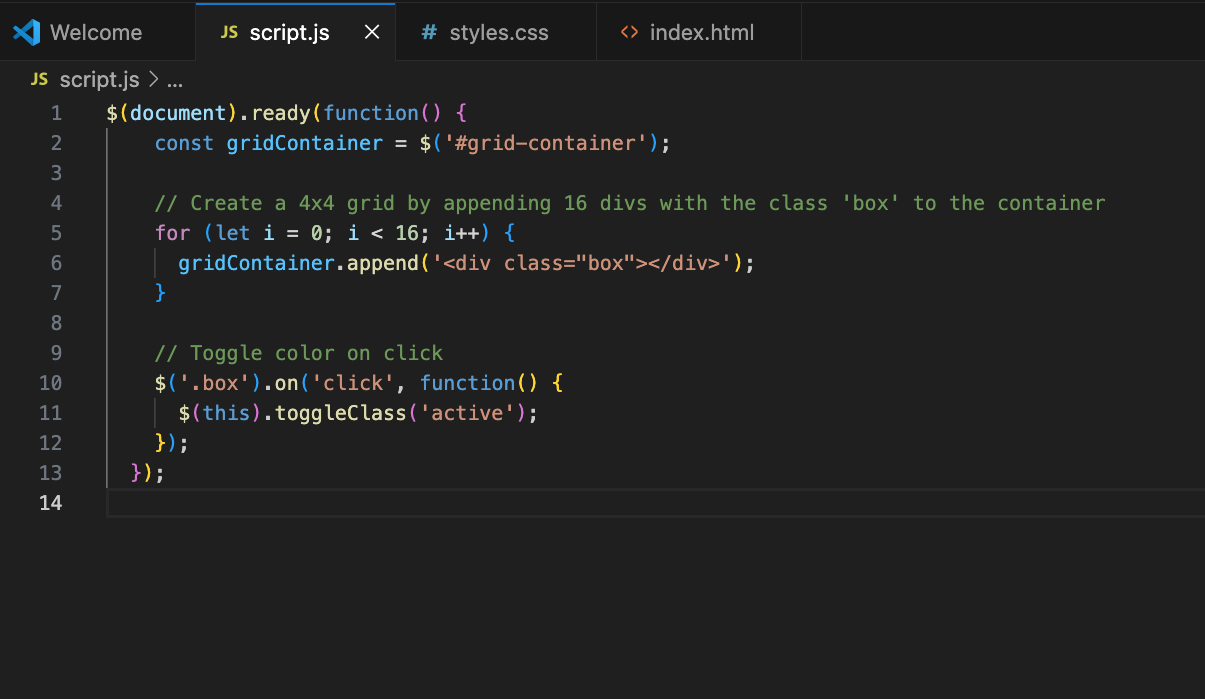 Welcome JS script.js # styles.css <> index.html
JS script.js > ...
1 $(document).ready(function() {
2 const gridContainer = $('#grid-container');
3
4 // Create a 4x4 grid by appending 16 divs with the class 'box' to the container
5 for (let i = 0; i < 16; i++) {
6 gridContainer.append('<div class="box"></div>');
7 }
8
9 // Toggle color on click
10 $('.box').on('click', function() {
11 $(this).toggleClass('active');
12 });
13 });
14